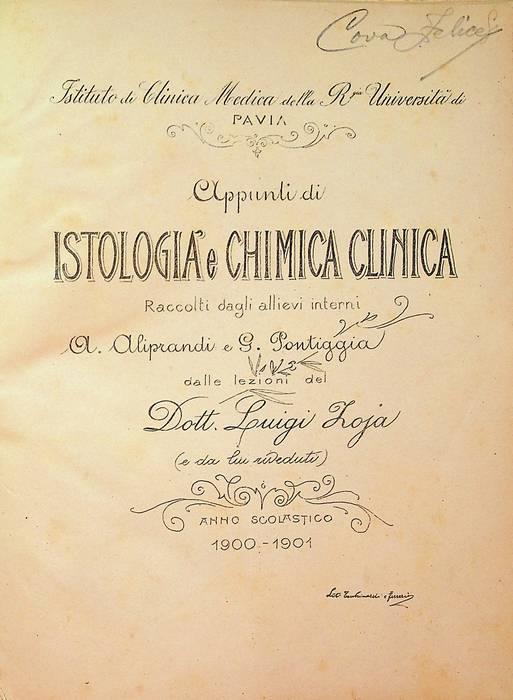 Cova Felice
Istituto di Clinica Medica della Rgia Università di
PAVIA
Appunti di
ISTOLOGIA e CHIMICA CLINICA
Raccolti dagli allievi interni
A. Aliprandi e G. Pontiggia
dalle lezioni del
Dott. Luigi Zoja
(e da lui riveduti)
ANNO SCOLASTICO
1900-1901